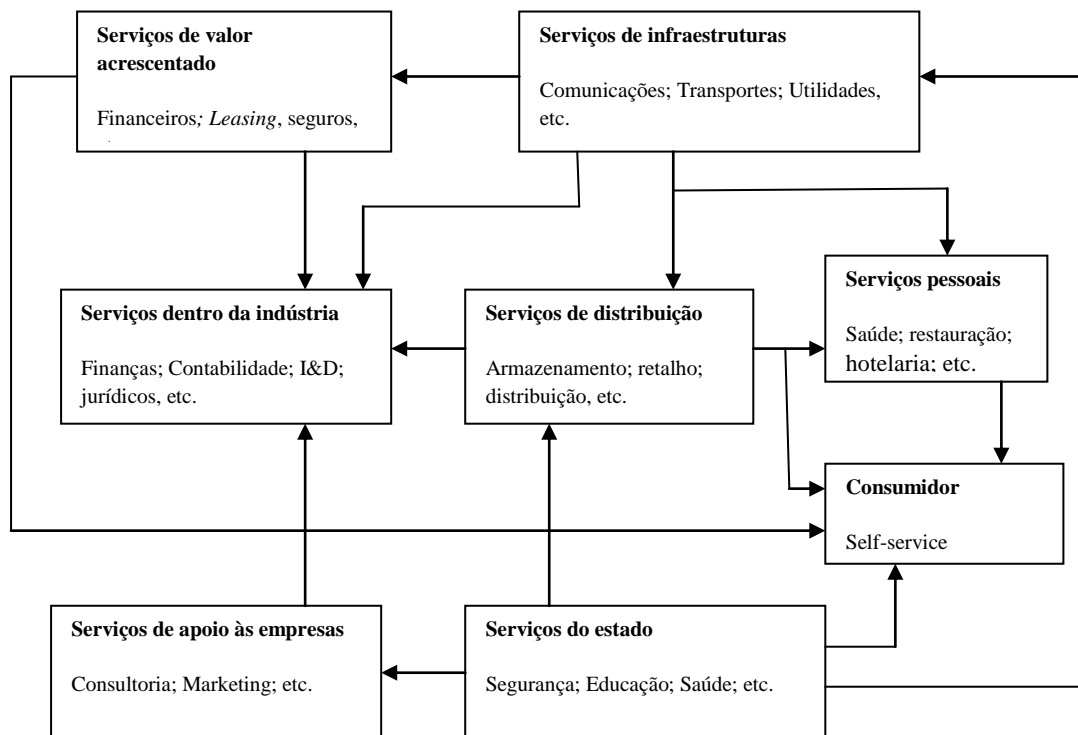 Serviços de valor
acrescentado
Financeiros; Leasing, seguros,
Serviços de infraestruturas
Comunicações; Transportes; Utilidades,
etc.
Serviços dentro da indústria
Finanças; Contabilidade; I&D;
jurídicos, etc.
Serviços de distribuição
Armazenamento; retalho;
distribuição, etc.
Serviços pessoais
Saúde; restauração;
hotelaria; etc.
Consumidor
Self-service
Serviços de apoio às empresas
Consultoria; Marketing; etc.
Serviços do estado
Segurança; Educação; Saúde; etc.